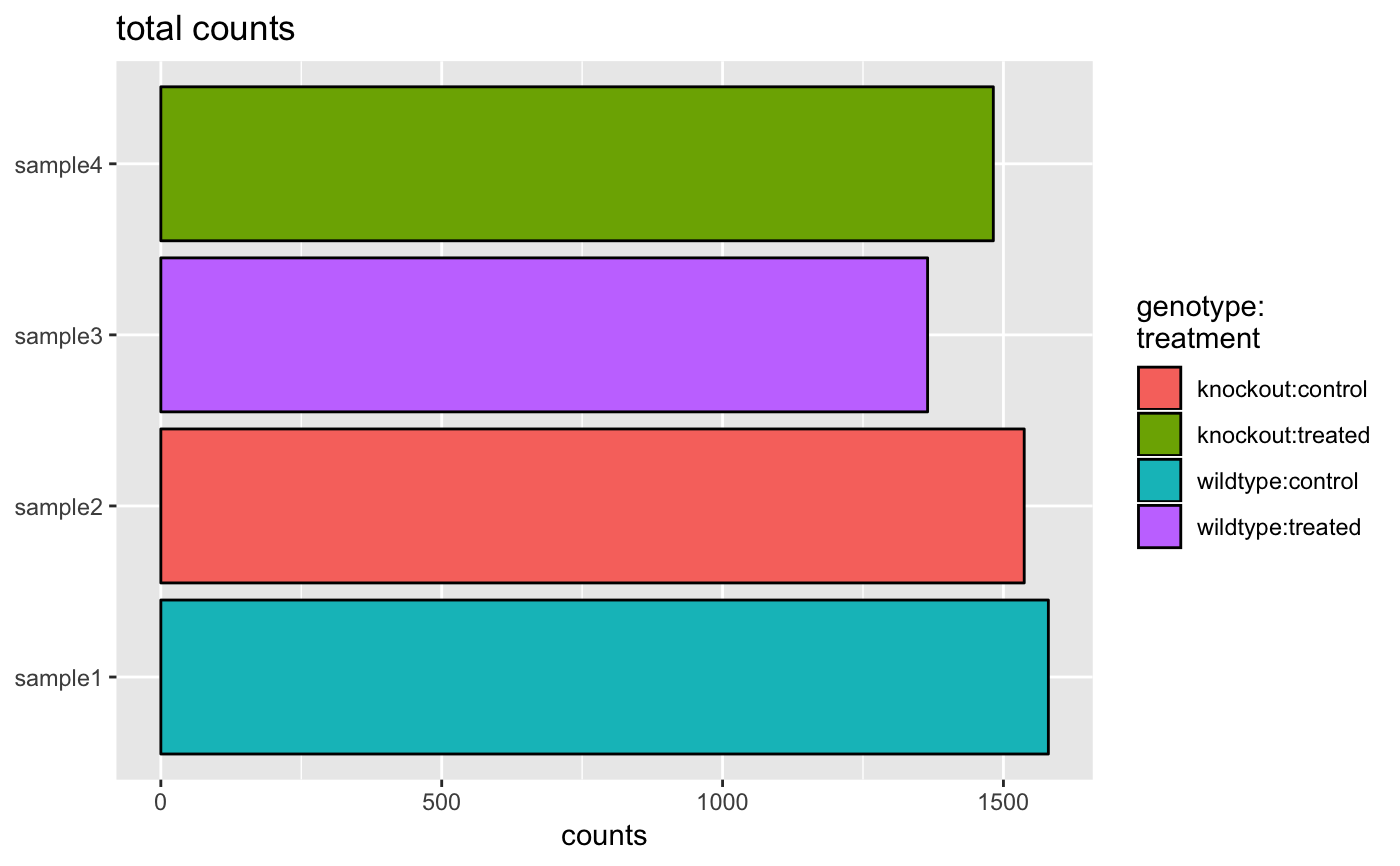 total counts
sample4
sample3
sample2
sample1
0 500 1000 1500
counts
genotype:
treatment
knockout:control
knockout:treated
wildtype:control
wildtype:treated